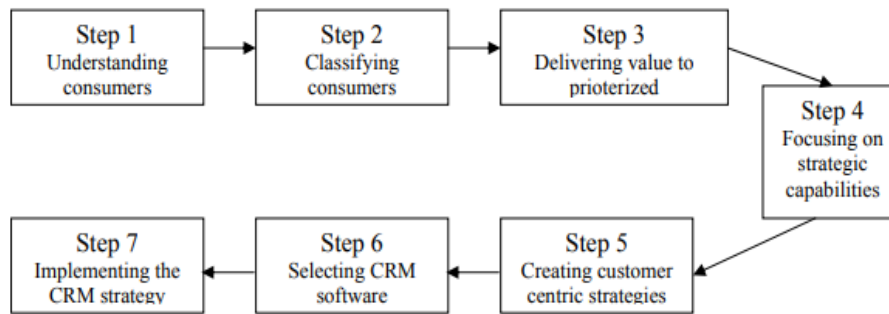 Step 1
Understanding
consumers
Step 2
Classifying
consumers
Step 3
Delivering value to
prioterized
Step 4
Focusing on
strategic
capabilities
Step 5
Creating customer
centric strategies
Step 6
Selecting CRM
software
Step 7
Implementing the
CRM strategy